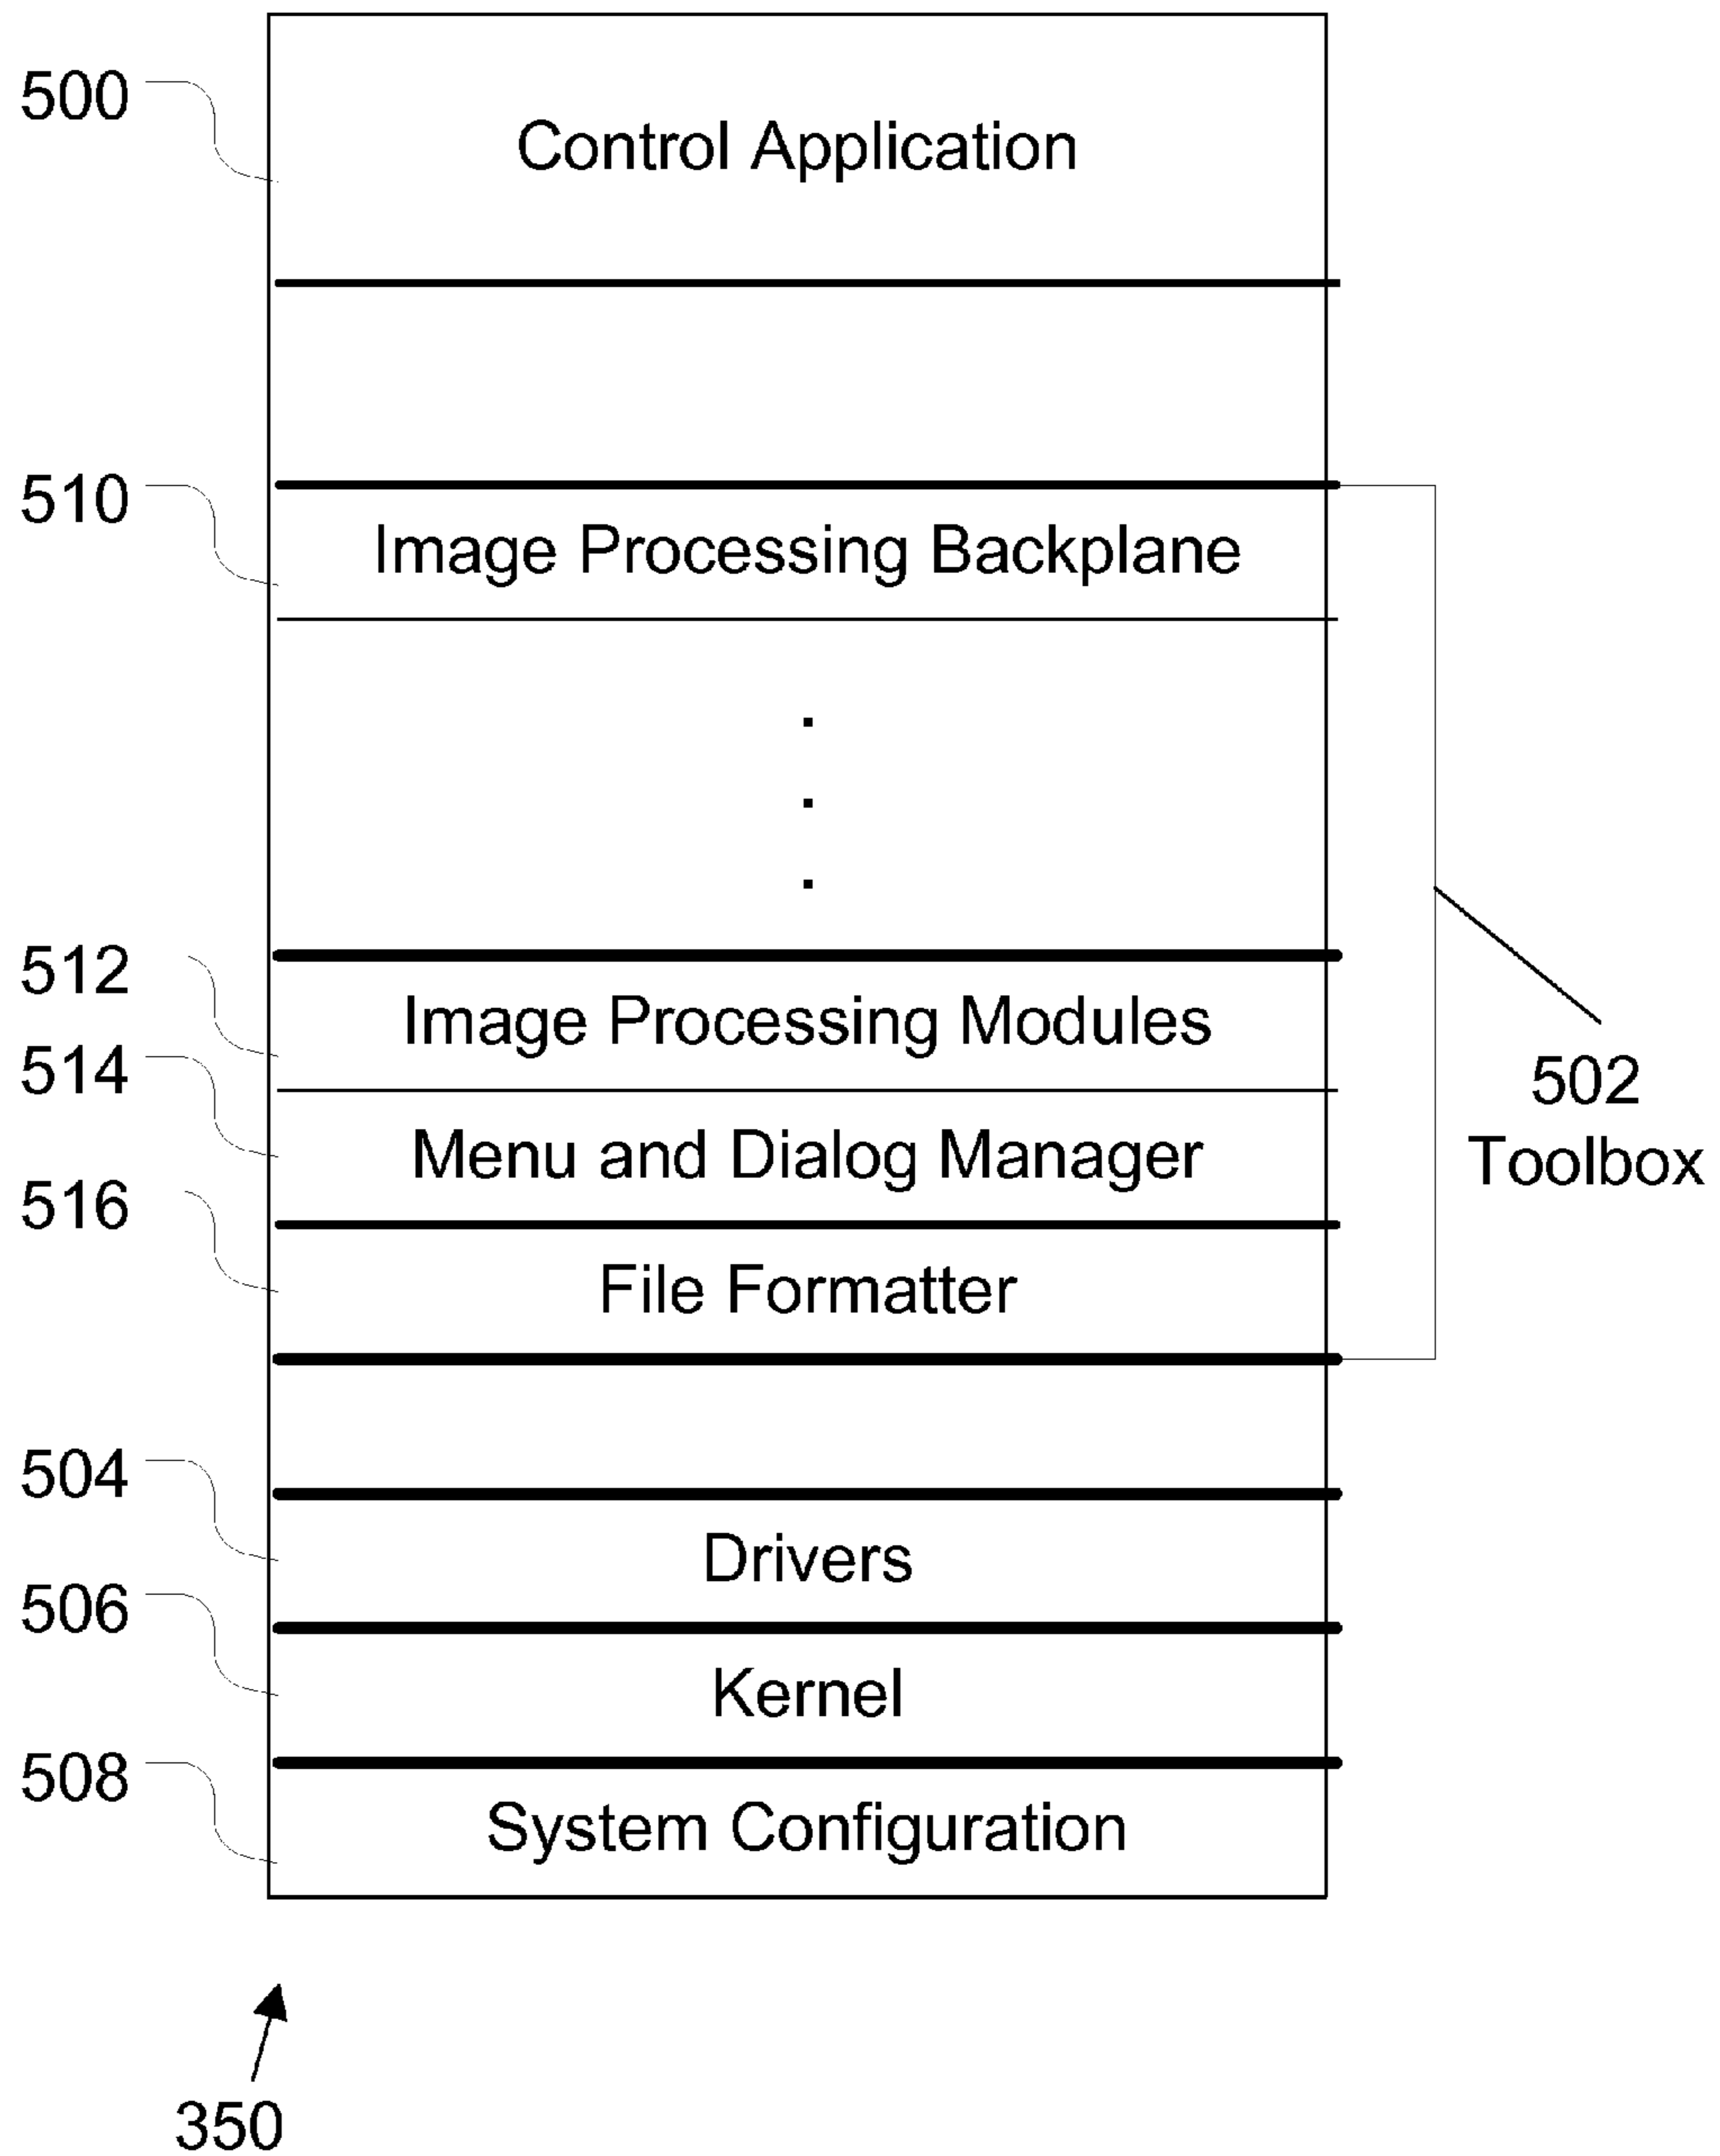 500
Control Application
510
Image Processing Backplane
512
Image Processing Modules
514
Menu and Dialog Manager
516
File Formatter
502
Toolbox
504
Drivers
506
Kernel
508
System Configuration
350